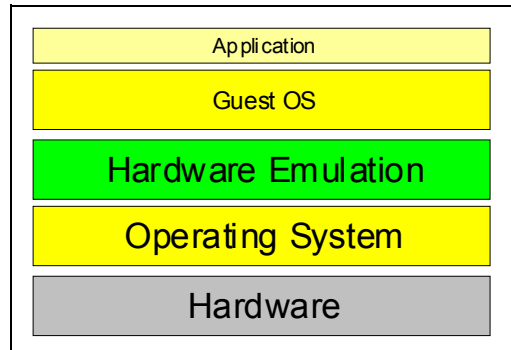 Application
Guest OS
Hardware Emulation
Operating System
Hardware